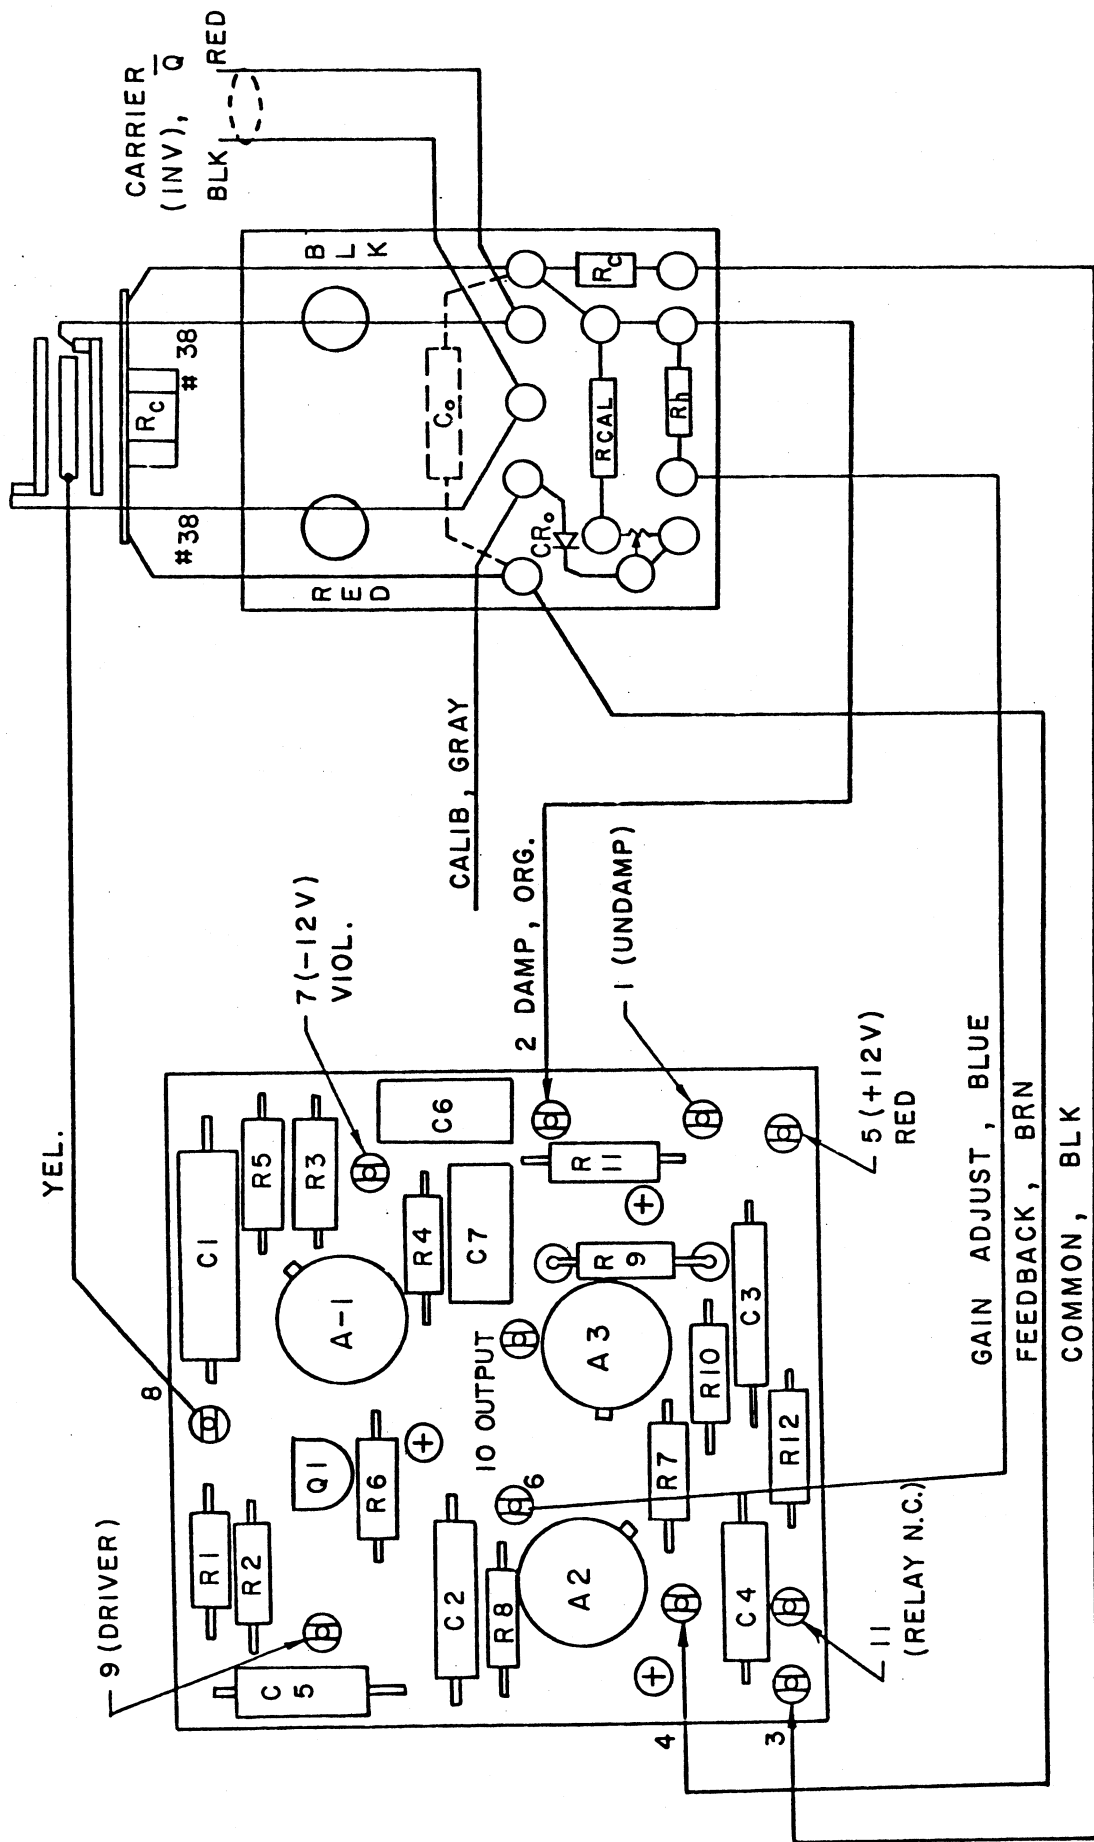 CARRIER
(INV), Q̅
BLK RED
YEL.
#38
#38
Rc
RED
BLK
Co
CRo
RCAL
Rh
Rc
CALIB, GRAY
2 DAMP, ORG.
7 (-12V)
VIOL.
1 (UNDAMP)
5 (+12V)
RED
8
9 (DRIVER)
C1
R5
R3
C6
R1
R2
Q1
A-1
R4
C7
R11
R6
10 OUTPUT
R9
C5
C2
R8
6
A3
A2
R7
R10
C3
C4
R12
4
3
11
(RELAY N.C.)
GAIN ADJUST, BLUE
FEEDBACK, BRN
COMMON, BLK